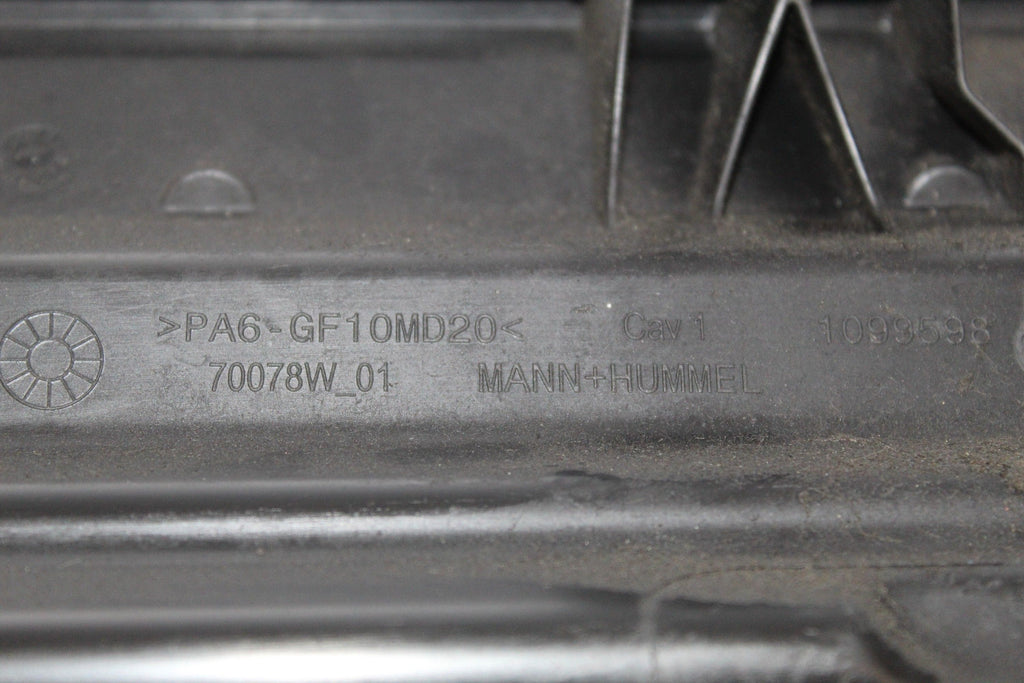 >PA6-GF10MD20< Cav 1 1099598
70078W_01 MANN+HUMMEL